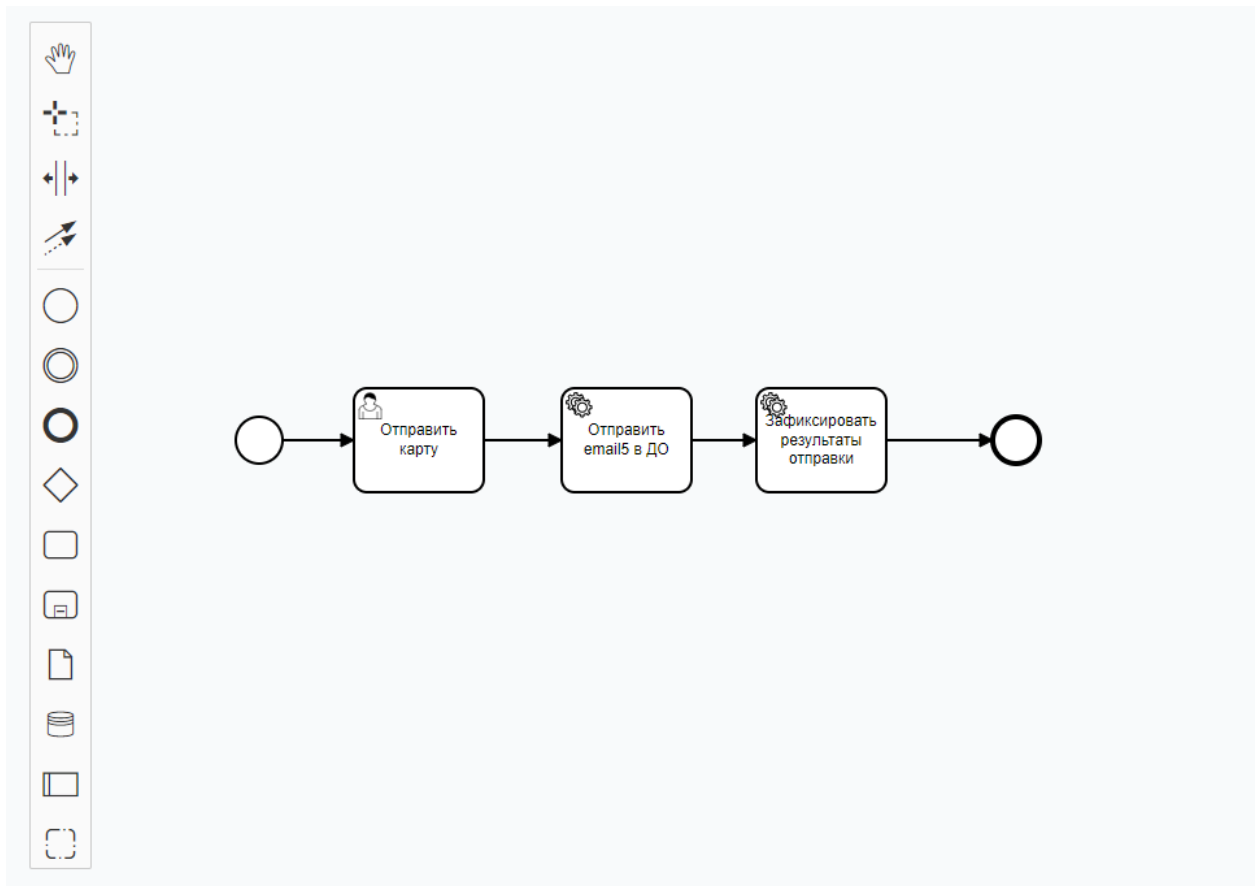 Отправить
карту
Отправить
email5 в ДО
Зафиксировать
результаты
отправки